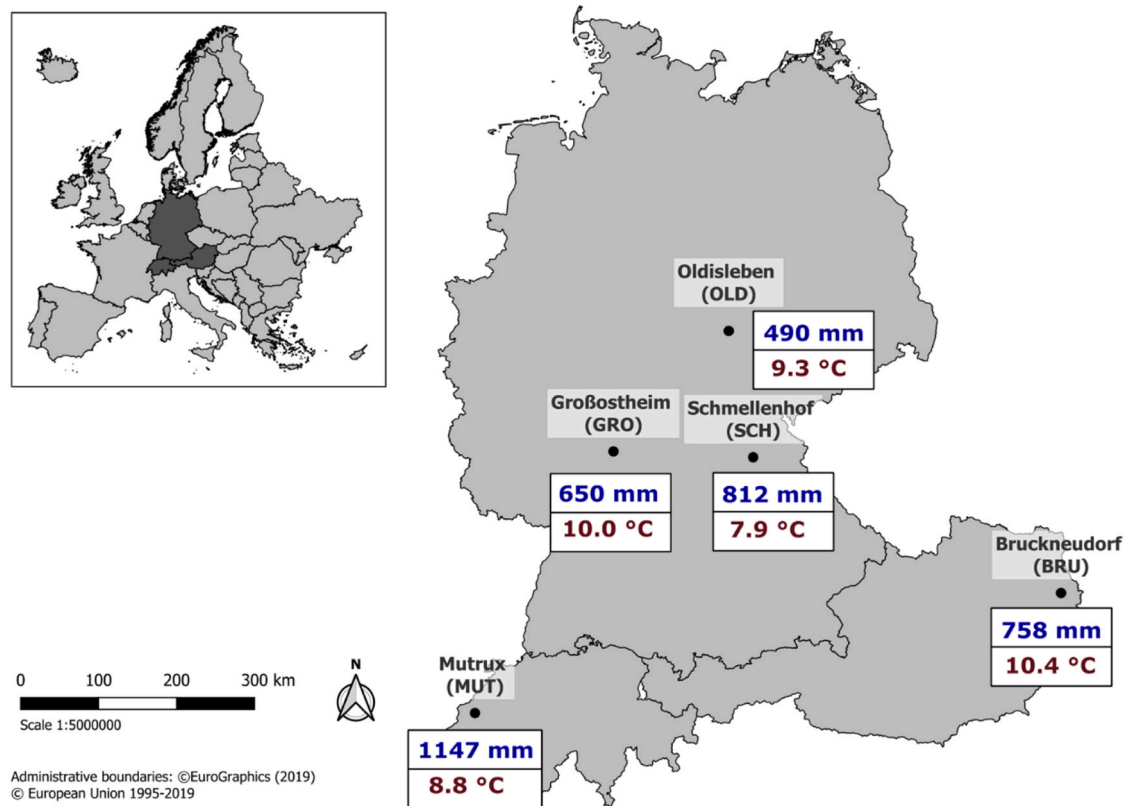 Oldisleben
(OLD)
490 mm
9.3 °C
Großostheim
(GRO)
650 mm
10.0 °C
Schmellenhof
(SCH)
812 mm
7.9 °C
Bruckneudorf
(BRU)
758 mm
10.4 °C
Mutrux
(MUT)
1147 mm
8.8 °C
0 100 200 300 km
Scale 1:5000000
N
Administrative boundaries: ©EuroGraphics (2019)
© European Union 1995-2019